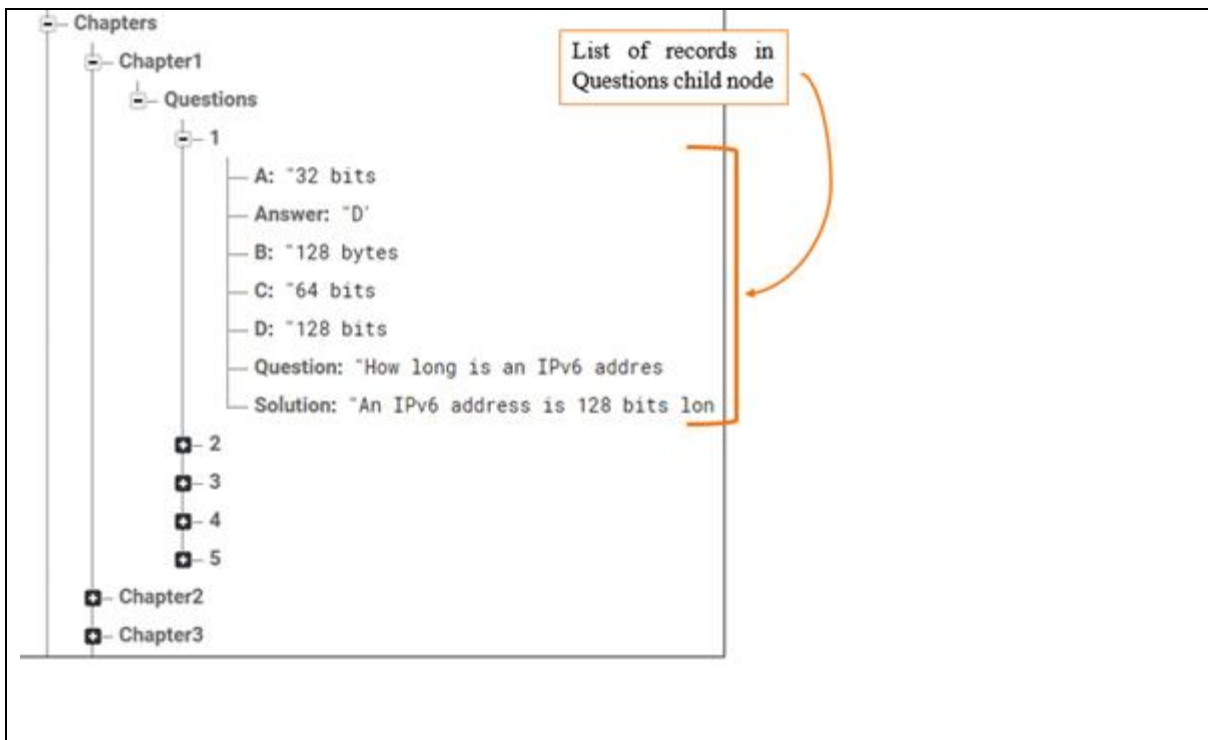 Chapters
List of records in
Questions child node
Chapter1
Questions
1
A: "32 bits
Answer: "D'
B: "128 bytes
C: "64 bits
D: "128 bits
Question: "How long is an IPv6 addres
Solution: "An IPv6 address is 128 bits lon
2
3
4
5
Chapter2
Chapter3